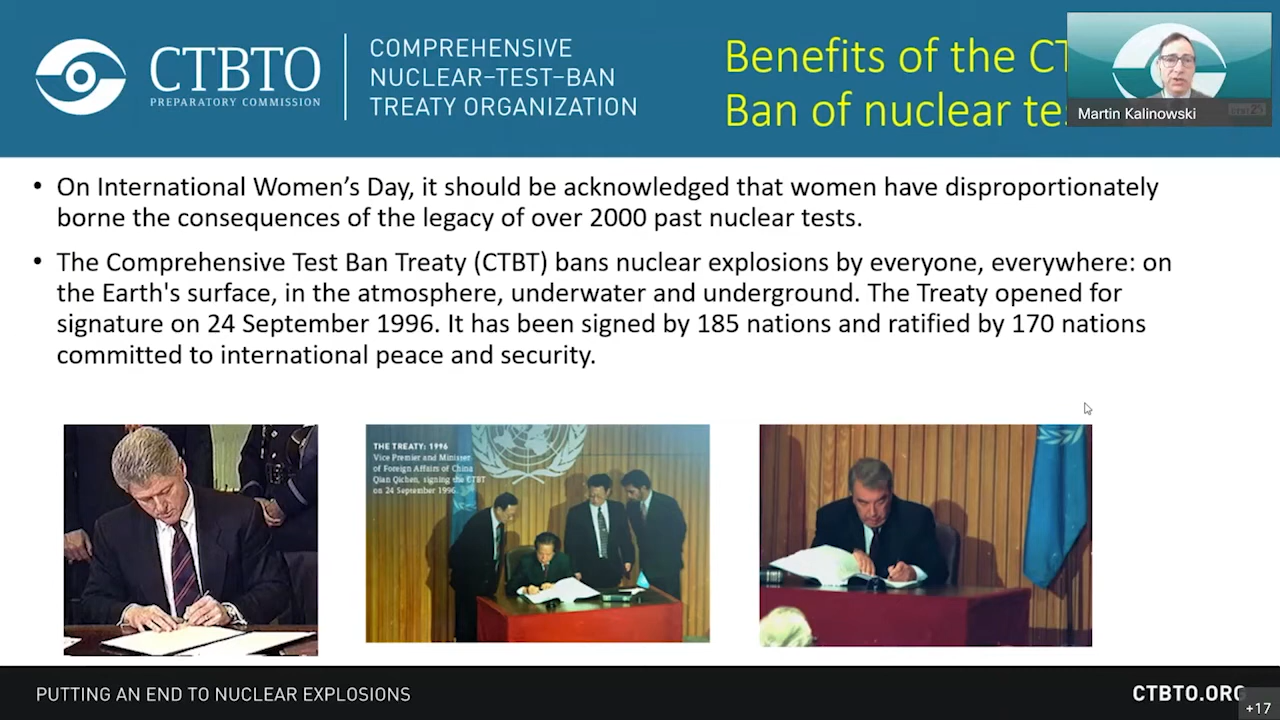 CTBTO
PREPARATORY COMMISSION
COMPREHENSIVE
NUCLEAR-TEST-BAN
TREATY ORGANIZATION
Benefits of the CT
Ban of nuclear te
Martin Kalinowski
• On International Women’s Day, it should be acknowledged that women have disproportionately
borne the consequences of the legacy of over 2000 past nuclear tests.
• The Comprehensive Test Ban Treaty (CTBT) bans nuclear explosions by everyone, everywhere: on
the Earth's surface, in the atmosphere, underwater and underground. The Treaty opened for
signature on 24 September 1996. It has been signed by 185 nations and ratified by 170 nations
committed to international peace and security.
THE TREATY: 1996
Vice Premier and Minister
of Foreign Affairs of China
Qian Qichen, signing the CTBT
on 24 September 1996.
PUTTING AN END TO NUCLEAR EXPLOSIONS
CTBTO.ORG
+17